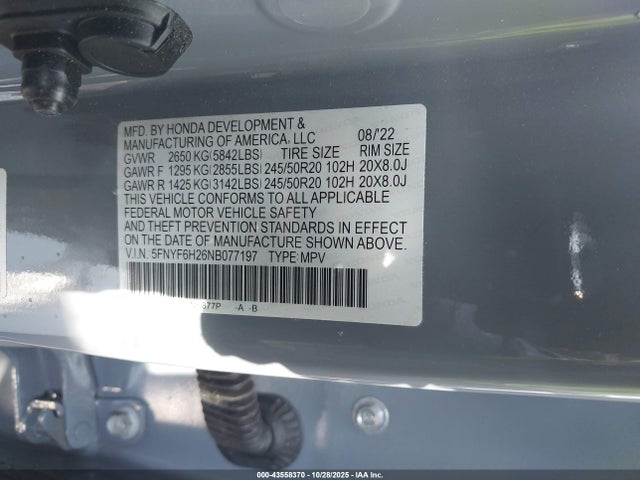 MFD. BY HONDA DEVELOPMENT &
MANUFACTURING OF AMERICA, LLC 08/'22
GVWR 2650 KG(5842LBS) TIRE SIZE RIM SIZE
GAWR F 1295 KG(2855LBS) 245/50R20 102H 20X8.0J
GAWR R 1425 KG(3142LBS) 245/50R20 102H 20X8.0J
THIS VEHICLE CONFORMS TO ALL APPLICABLE
FEDERAL MOTOR VEHICLE SAFETY
AND THEFT PREVENTION STANDARDS IN EFFECT
ON THE DATE OF MANUFACTURE SHOWN ABOVE.
V.I.N. 5FNYF6H26NB077197 TYPE:MPV
-A -B
000-43558370 - 10/28/2025 - IAA Inc.